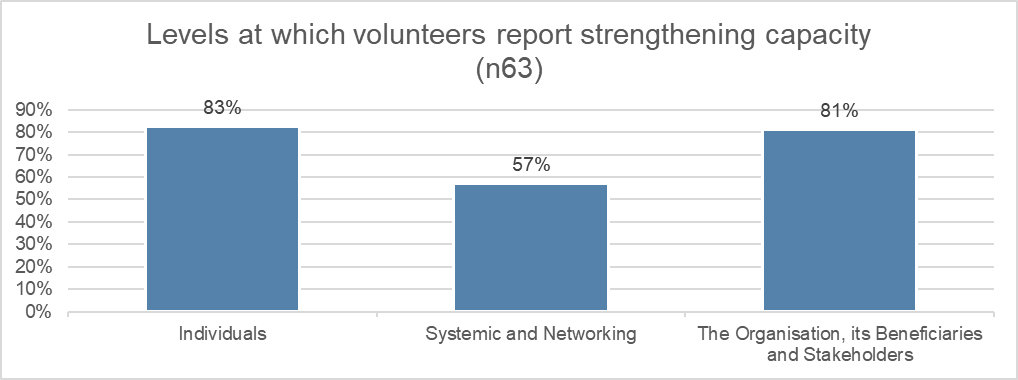 Levels at which volunteers report strengthening capacity
(n63)
90%
80%
70%
60%
50%
40%
30%
20%
10%
0%
83%
57%
81%
Individuals
Systemic and Networking
The Organisation, its Beneficiaries
and Stakeholders